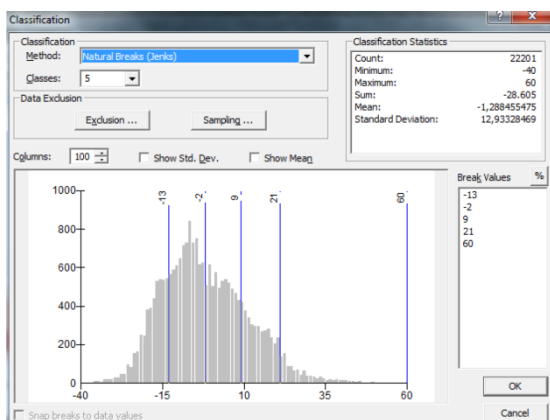 Classification
Classification
Method: Natural Breaks (Jenks)
Classes: 5
Data Exclusion
Exclusion ...
Sampling ...
Classification Statistics
Count: 22201
Minimum: -40
Maximum: 60
Sum: -28.605
Mean: -1,288455475
Standard Deviation: 12,93328469
Columns: 100
Show Std. Dev.
Show Mean
Break Values
%
-13
-2
9
21
60
1000
800
600
400
200
0
-40
-15
10
35
60
-13
-2
9
21
60
OK
Cancel
Snap breaks to data values